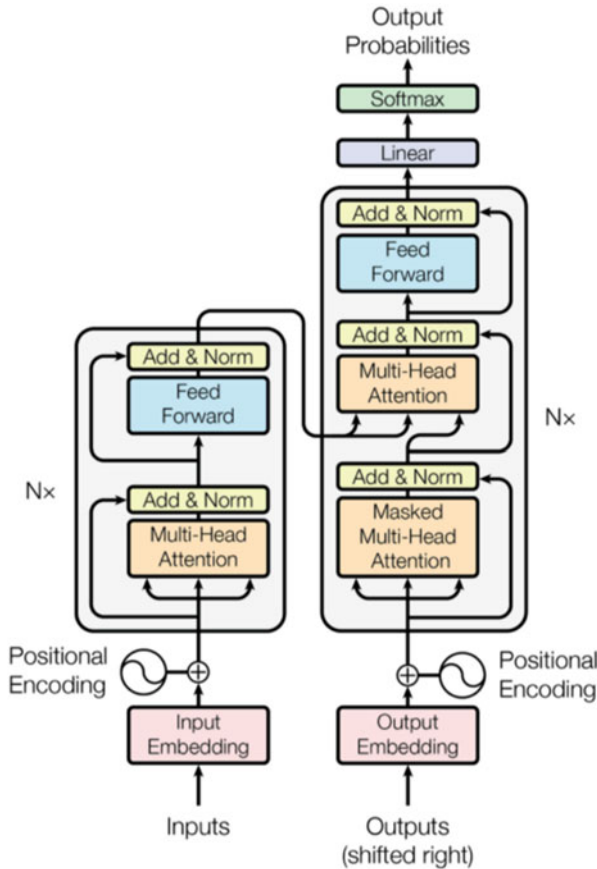 Output
Probabilities
Softmax
Linear
Add & Norm
Feed
Forward
Add & Norm
Multi-Head
Attention
Add & Norm
Masked
Multi-Head
Attention
Nx
Positional
Encoding
Output
Embedding
Outputs
(shifted right)
Add & Norm
Feed
Forward
Add & Norm
Multi-Head
Attention
Nx
Positional
Encoding
Input
Embedding
Inputs